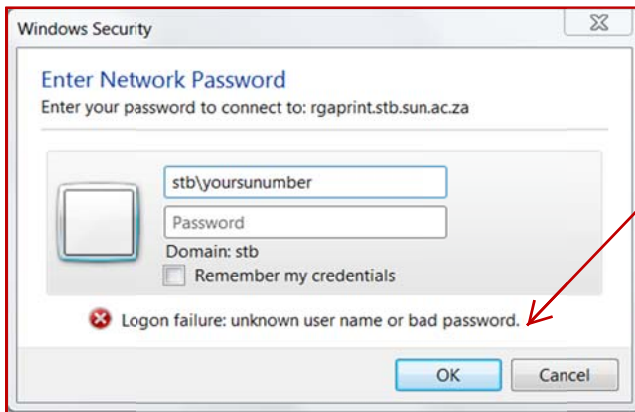 Windows Security
Enter Network Password
Enter your password to connect to: rgaprint.stb.sun.ac.za
stb\yoursunumber
Password
Domain: stb
Remember my credentials
Logon failure: unknown user name or bad password.
OK Cancel